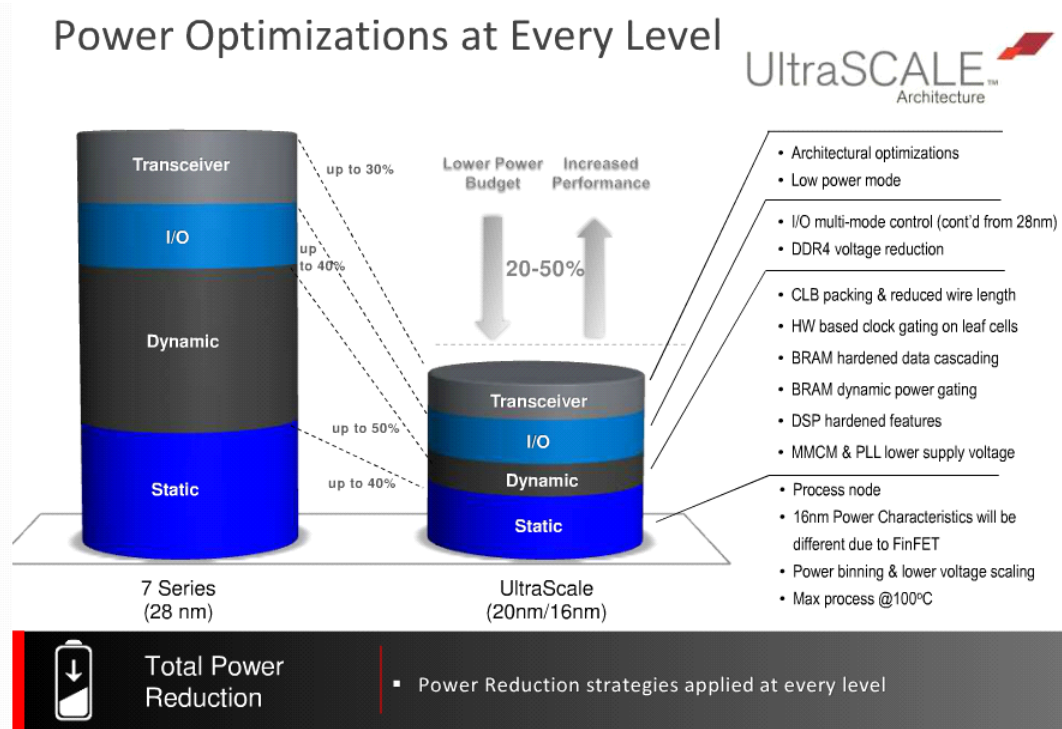 Power Optimizations at Every Level
UltraSCALE™
Architecture
Transceiver
I/O
Dynamic
Static
7 Series
(28 nm)
up to 30%
up
to 40%
up to 50%
up to 40%
Lower Power
Budget
Increased
Performance
20-50%
Transceiver
I/O
Dynamic
Static
UltraScale
(20nm/16nm)
• Architectural optimizations
• Low power mode
• I/O multi-mode control (cont'd from 28nm)
• DDR4 voltage reduction
• CLB packing & reduced wire length
• HW based clock gating on leaf cells
• BRAM hardened data cascading
• BRAM dynamic power gating
• DSP hardened features
• MMCM & PLL lower supply voltage
• Process node
• 16nm Power Characteristics will be
different due to FinFET
• Power binning & lower voltage scaling
• Max process @100ºC
Total Power
Reduction
▪ Power Reduction strategies applied at every level